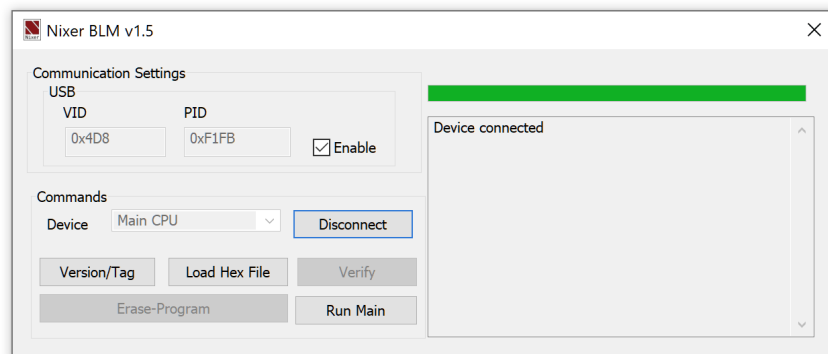 Nixer BLM v1.5
Communication Settings
USB
VID
PID
0x4D8
0xF1FB
Enable
Device connected
Commands
Device
Main CPU
Disconnect
Version/Tag
Load Hex File
Verify
Erase-Program
Run Main